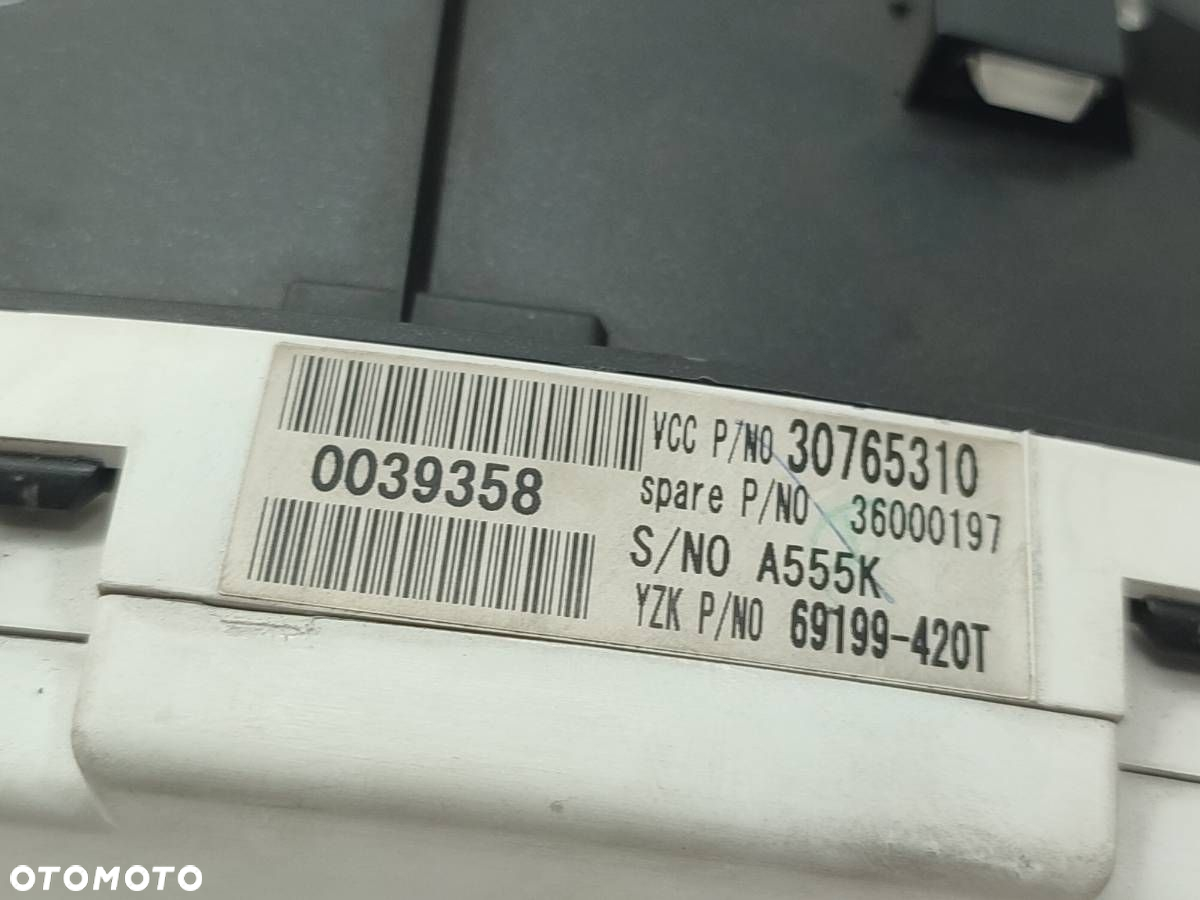 0039358
VCC P/NO 30765310
spare P/NO 36000197
S/NO A555K
YZK P/NO 69199-420T
OTOMOTO